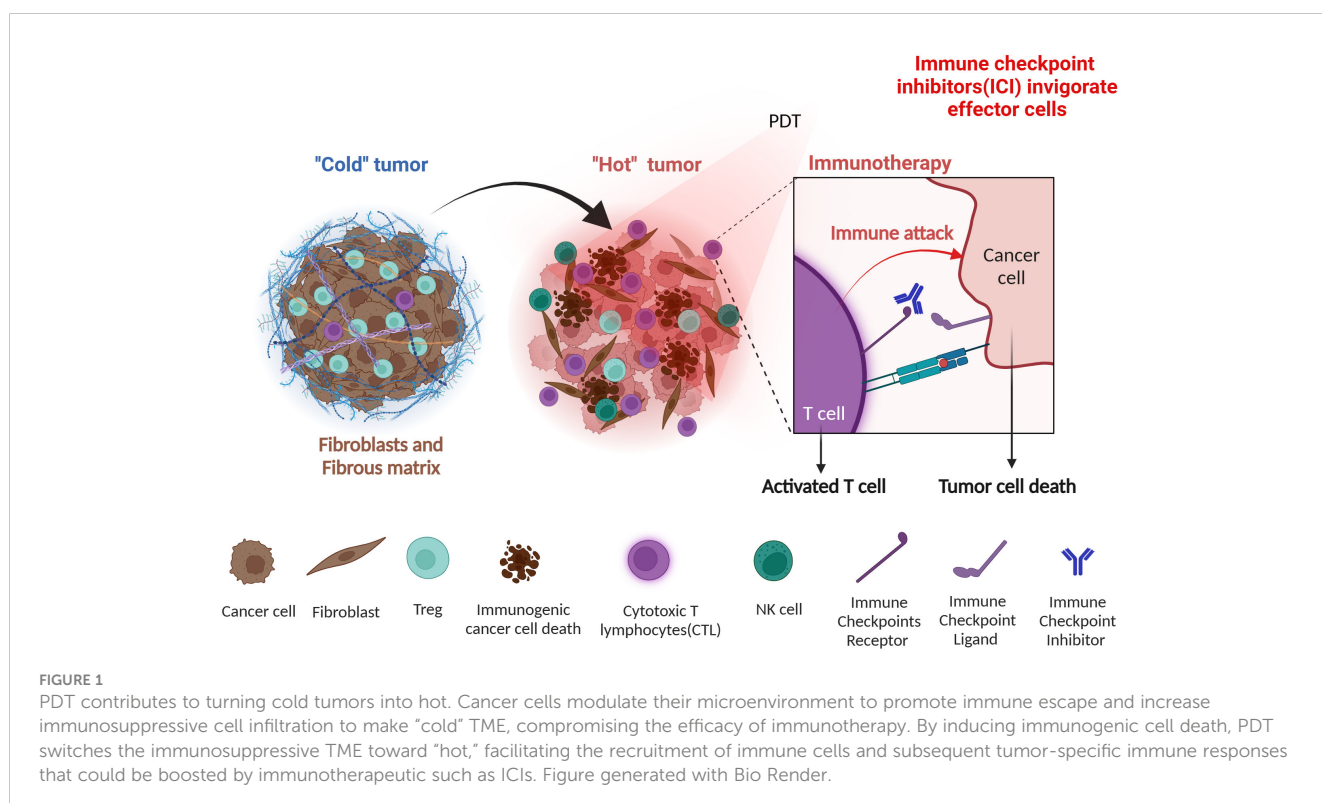 Immune checkpoint
inhibitors(ICI) invigorate
effector cells
PDT
"Cold" tumor
"Hot" tumor
Immunotherapy
Immune attack
Cancer
cell
T cell
Fibroblasts and
Fibrous matrix
Activated T cell
Tumor cell death
Cancer cell
Fibroblast
Treg
Immunogenic
cancer cell death
Cytotoxic T
lymphocytes(CTL)
NK cell
Immune
Checkpoints
Receptor
Immune
Checkpoint
Ligand
Immune
Checkpoint
Inhibitor
FIGURE 1
PDT contributes to turning cold tumors into hot. Cancer cells modulate their microenvironment to promote immune escape and increase
immunosuppressive cell infiltration to make “cold” TME, compromising the efficacy of immunotherapy. By inducing immunogenic cell death, PDT
switches the immunosuppressive TME toward “hot,” facilitating the recruitment of immune cells and subsequent tumor-specific immune responses
that could be boosted by immunotherapeutic such as ICIs. Figure generated with Bio Render.